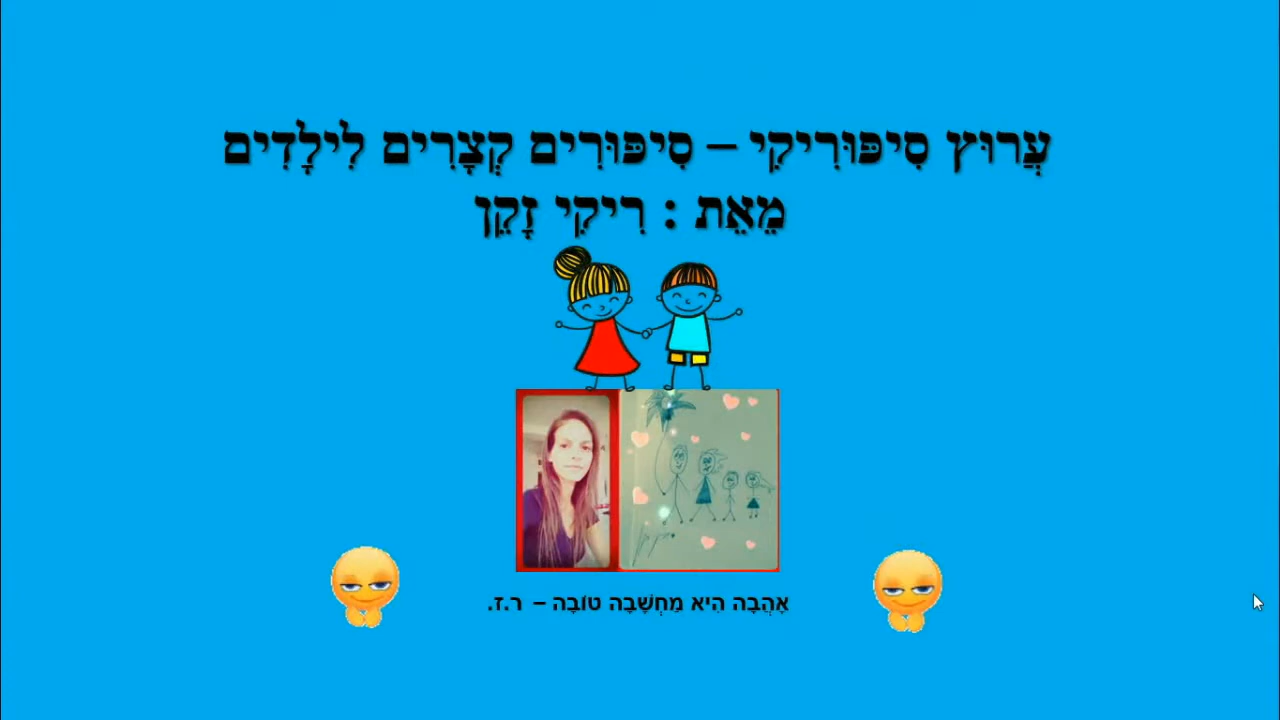 עֲרוּץ סִיפּוּרִיקִי – סִיפּוּרִים קְצָרִים לִילָדִים
מֵאֵת : רִיקִי זָקֵן
אָהֲבָה הִיא מַחְשָׁבָה טוֹבָה – ר.ז.